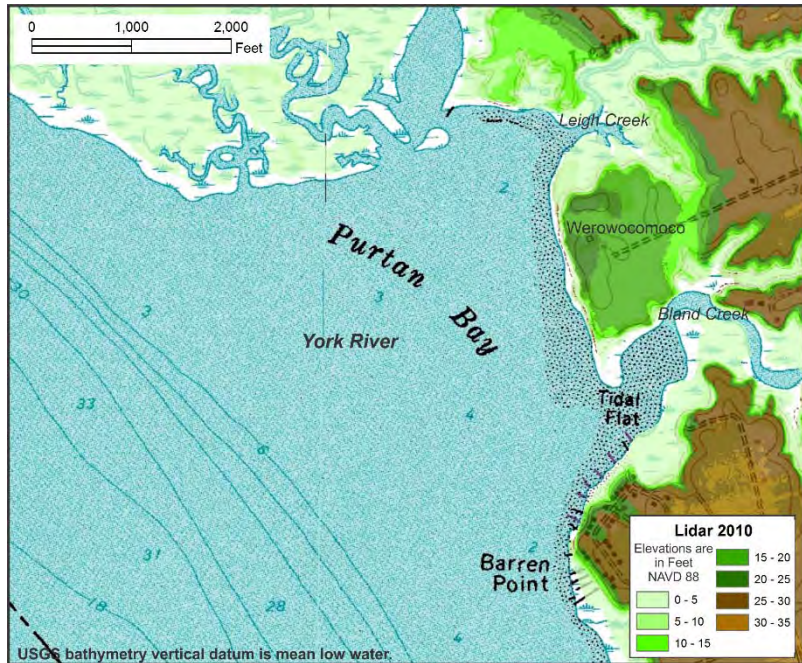 0 1,000 2,000
Feet
20
Leigh Creek
2
Werowocomoco
Purtan Bay
30
3
3
Bland Creek
York River
33
6
4
Tidal
Flat
31
2
Barren
Point
18
28
4
Lidar 2010
Elevations are
in Feet
NAVD 88
0 - 5
5 - 10
10 - 15
15 - 20
20 - 25
25 - 30
30 - 35
USGS bathymetry vertical datum is mean low water.